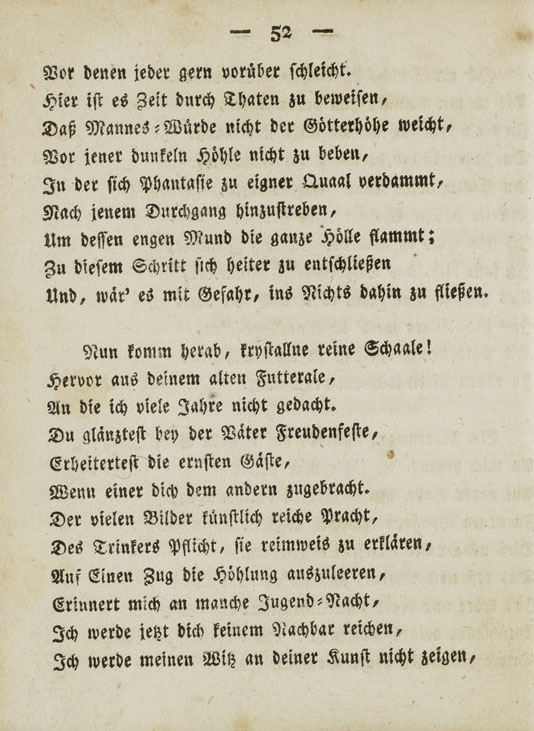 — 52 —
Vor denen jeder gern vorüber schleicht.
Hier ist es Zeit durch Thaten zu beweisen,
Daß Mannes-Würde nicht der Götterhöhe weicht,
Vor jener dunkeln Höhle nicht zu beben,
In der sich Phantasie zu eigner Quaal verdammt,
Nach jenem Durchgang hinzustreben,
Um dessen engen Mund die ganze Hölle flammt;
Zu diesem Schritt sich heiter zu entschließen
Und, wär' es mit Gefahr, ins Nichts dahin zu fließen.
Nun komm herab, krystallne reine Schaale!
Hervor aus deinem alten Futterale,
An die ich viele Jahre nicht gedacht.
Du glänztest bey der Väter Freudenfeste,
Erheitertest die ernsten Gäste,
Wenn einer dich dem andern zugebracht.
Der vielen Bilder künstlich reiche Pracht,
Des Trinkers Pflicht, sie reimweis zu erklären,
Auf Einen Zug die Höhlung auszuleeren,
Erinnert mich an manche Jugend-Nacht,
Ich werde jetzt dich keinem Nachbar reichen,
Ich werde meinen Witz an deiner Kunst nicht zeigen,